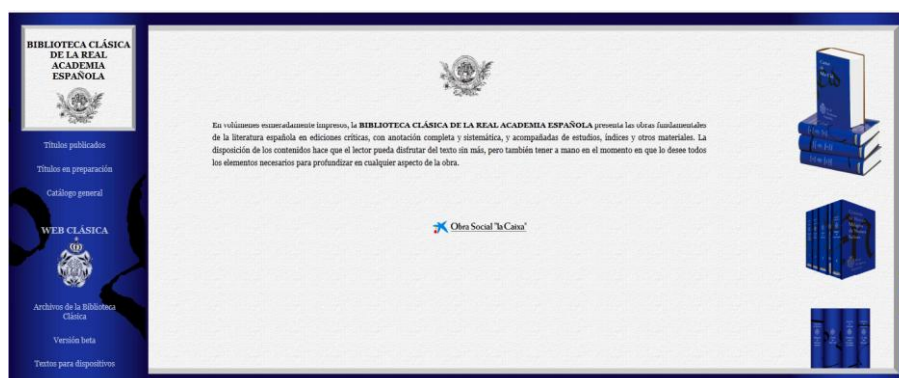 BIBLIOTECA CLÁSICA
DE LA REAL
ACADEMIA
ESPAÑOLA
Títulos publicados
Títulos en preparación
Catálogo general
WEB CLÁSICA
Archivos de la Biblioteca
Clásica
Versión beta
Textos para dispositivos
En volúmenes esmeradamente impresos, la BIBLIOTECA CLÁSICA DE LA REAL ACADEMIA ESPAÑOLA presenta las obras fundamentales
de la literatura española en ediciones críticas, con anotación completa y sistemática, y acompañadas de estudios, índices y otros materiales. La
disposición de los contenidos hace que el lector pueda disfrutar del texto sin más, pero también tener a mano en el momento en que lo desee todos
los elementos necesarios para profundizar en cualquier aspecto de la obra.
Obra Social "la Caixa"